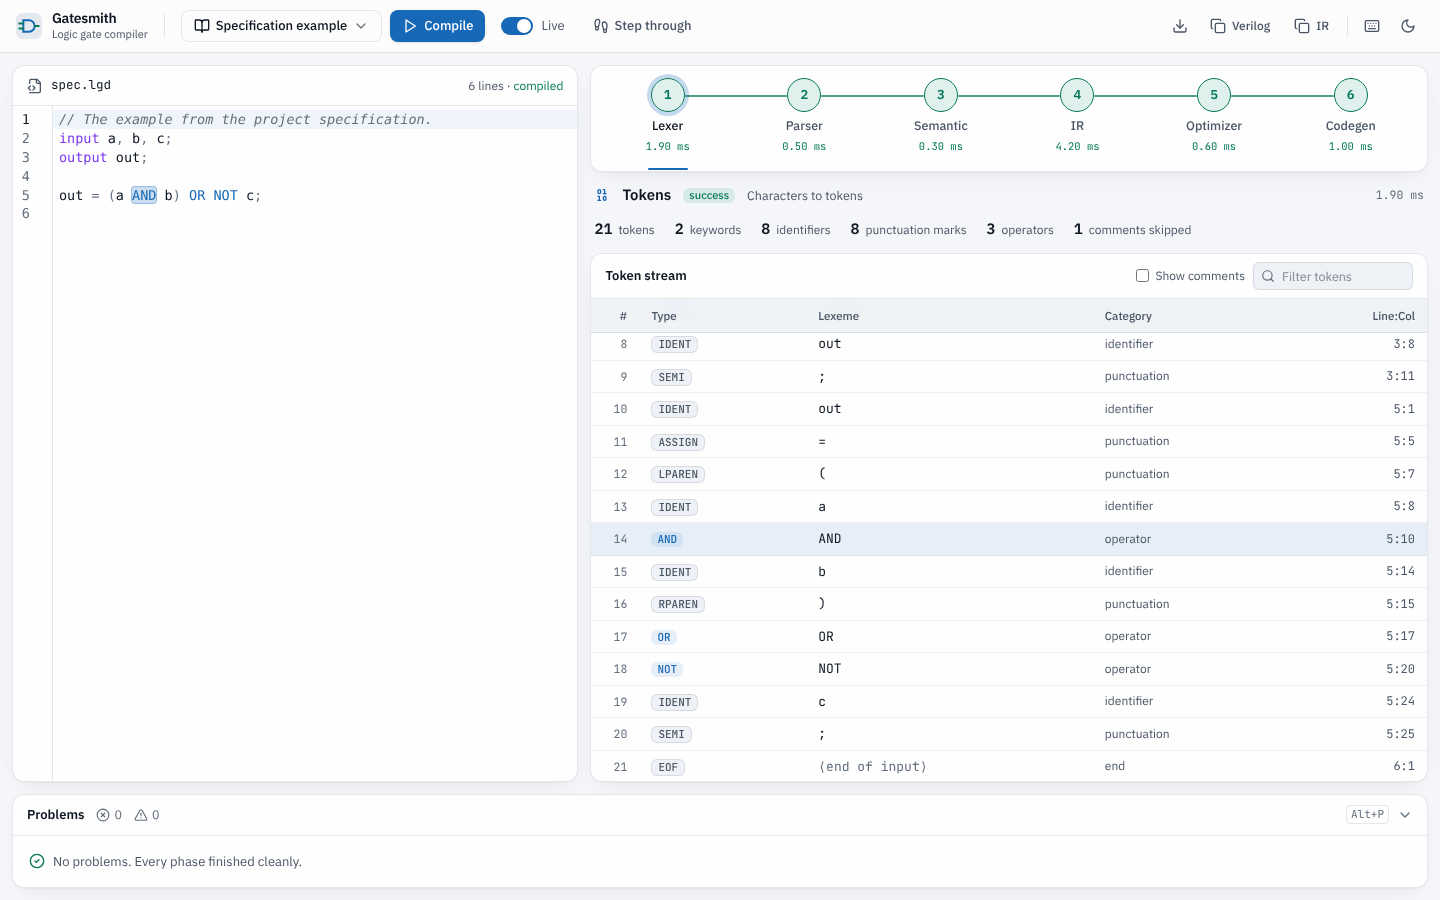 Gatesmith
Logic gate compiler
Specification example
Compile
Live
Step through
Verilog
IR
spec.lgd
6 lines · compiled
1 // The example from the project specification.
2 input a, b, c;
3 output out;
4
5 out = (a AND b) OR NOT c;
6
1 2 3 4 5 6
Lexer Parser Semantic IR Optimizer Codegen
1.90 ms 0.50 ms 0.30 ms 4.20 ms 0.60 ms 1.00 ms
Tokens success Characters to tokens 1.90 ms
21 tokens 2 keywords 8 identifiers 8 punctuation marks 3 operators 1 comments skipped
Token stream Show comments Filter tokens
# Type Lexeme Category Line:Col
8 IDENT out identifier 3:8
9 SEMI ; punctuation 3:11
10 IDENT out identifier 5:1
11 ASSIGN = punctuation 5:5
12 LPAREN ( punctuation 5:7
13 IDENT a identifier 5:8
14 AND AND operator 5:10
15 IDENT b identifier 5:14
16 RPAREN ) punctuation 5:15
17 OR OR operator 5:17
18 NOT NOT operator 5:20
19 IDENT c identifier 5:24
20 SEMI ; punctuation 5:25
21 EOF (end of input) end 6:1
Problems 0 0 Alt+P
No problems. Every phase finished cleanly.